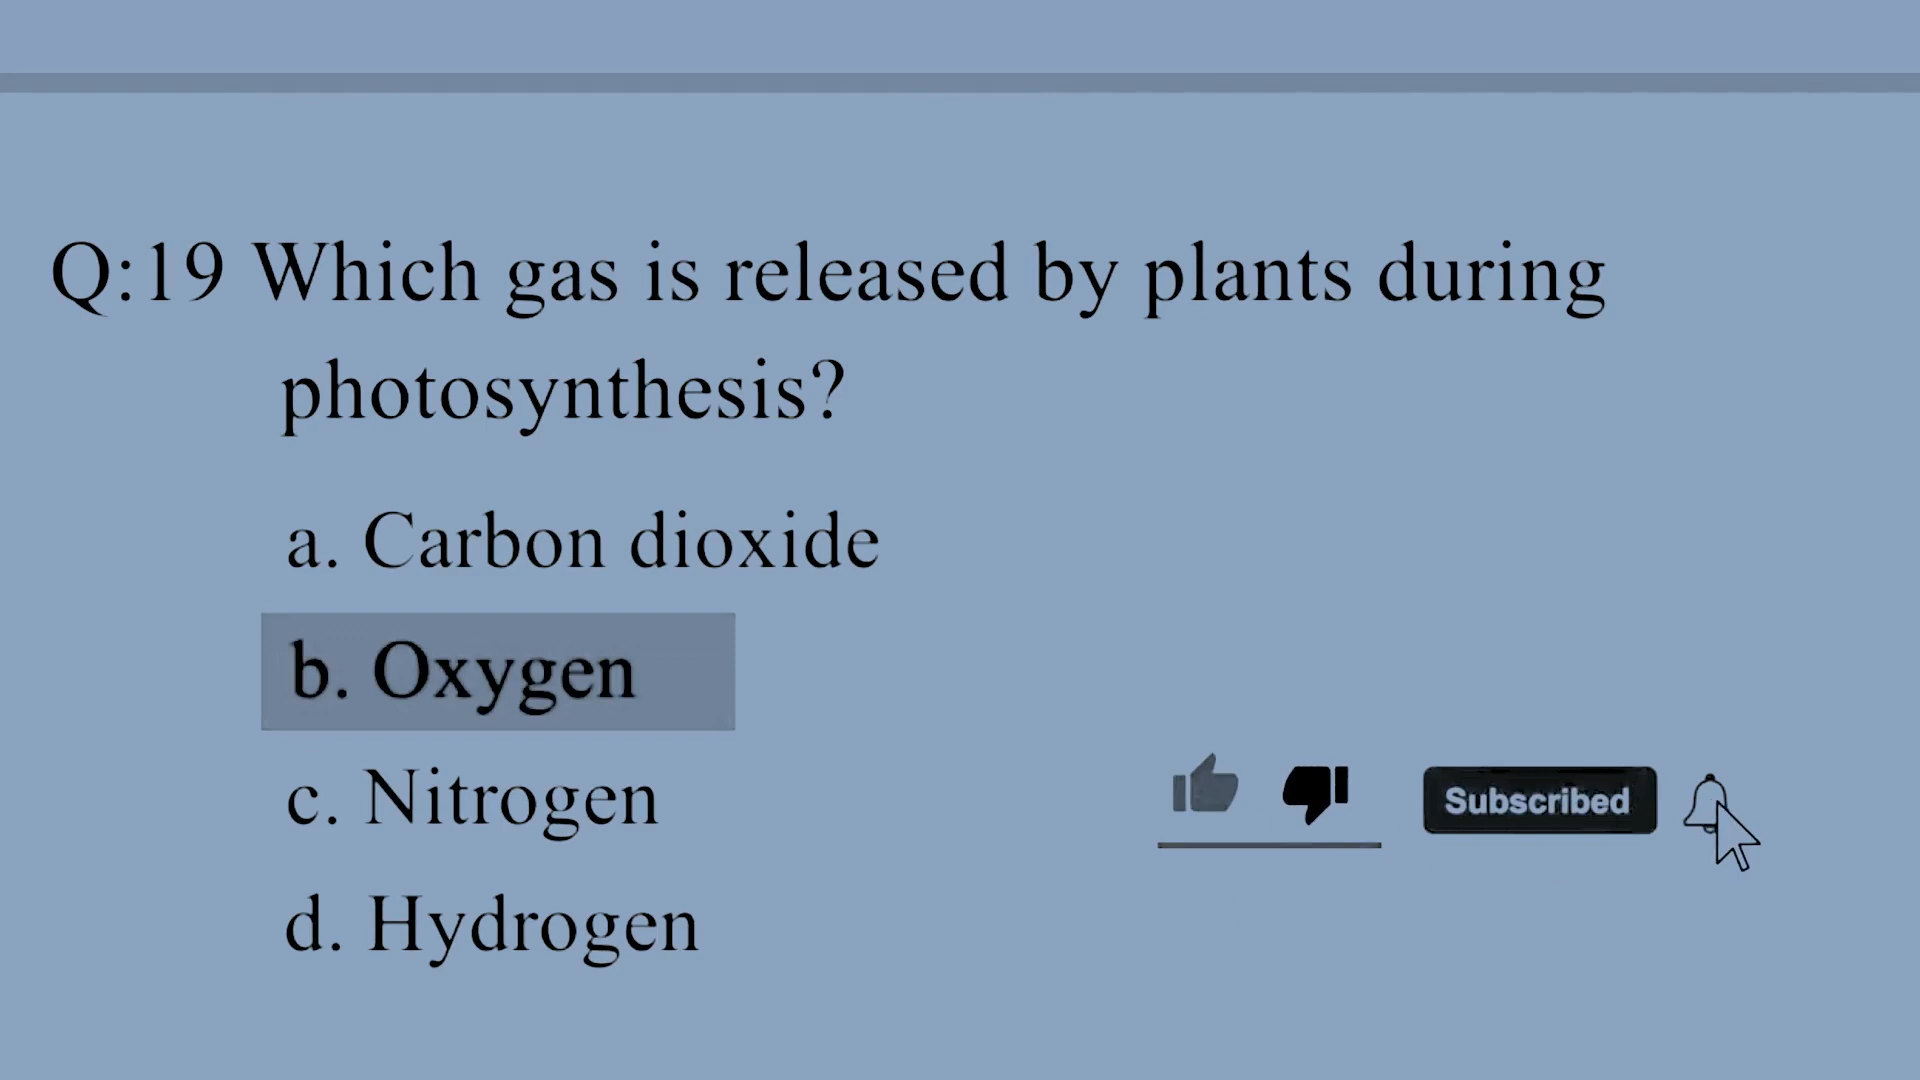 Q:19 Which gas is released by plants during
photosynthesis?
a. Carbon dioxide
b. Oxygen
c. Nitrogen
d. Hydrogen
Subscribed